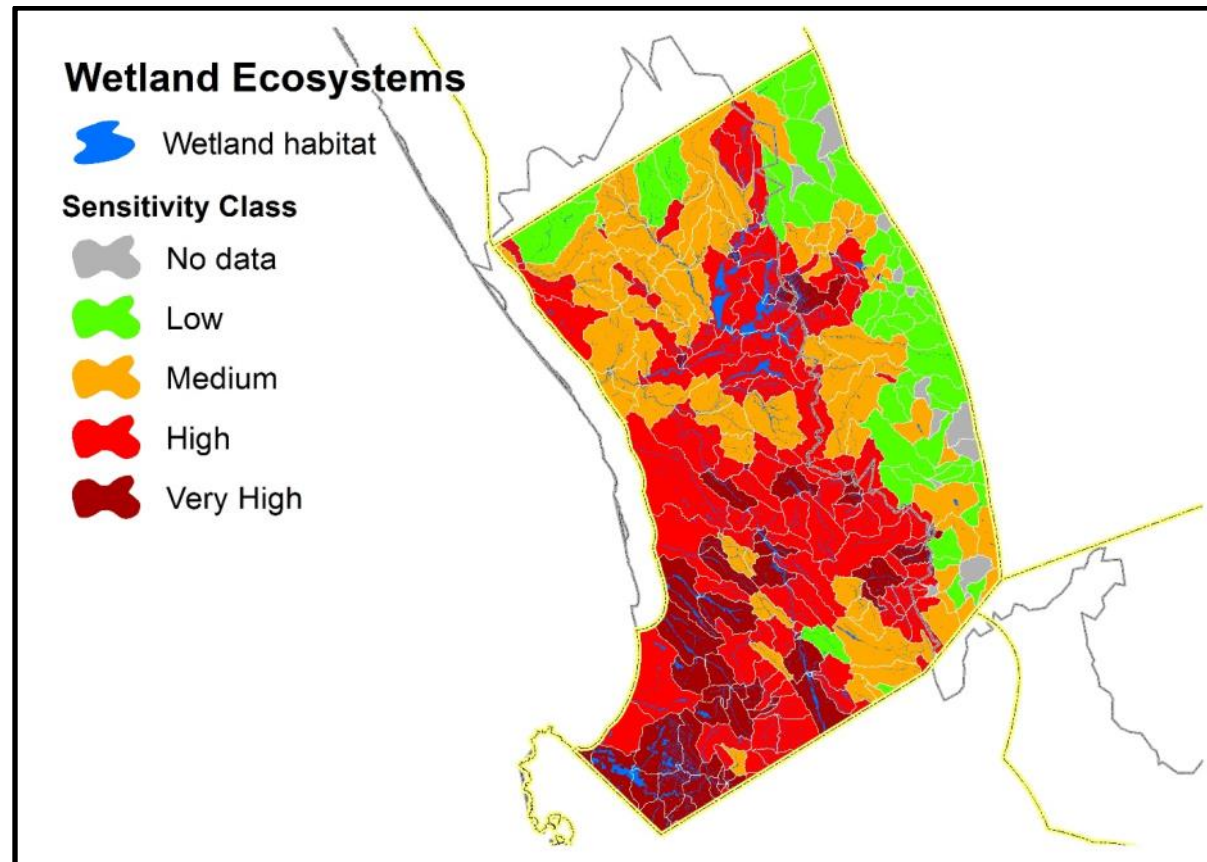 Wetland Ecosystems
Wetland habitat
Sensitivity Class
No data
Low
Medium
High
Very High